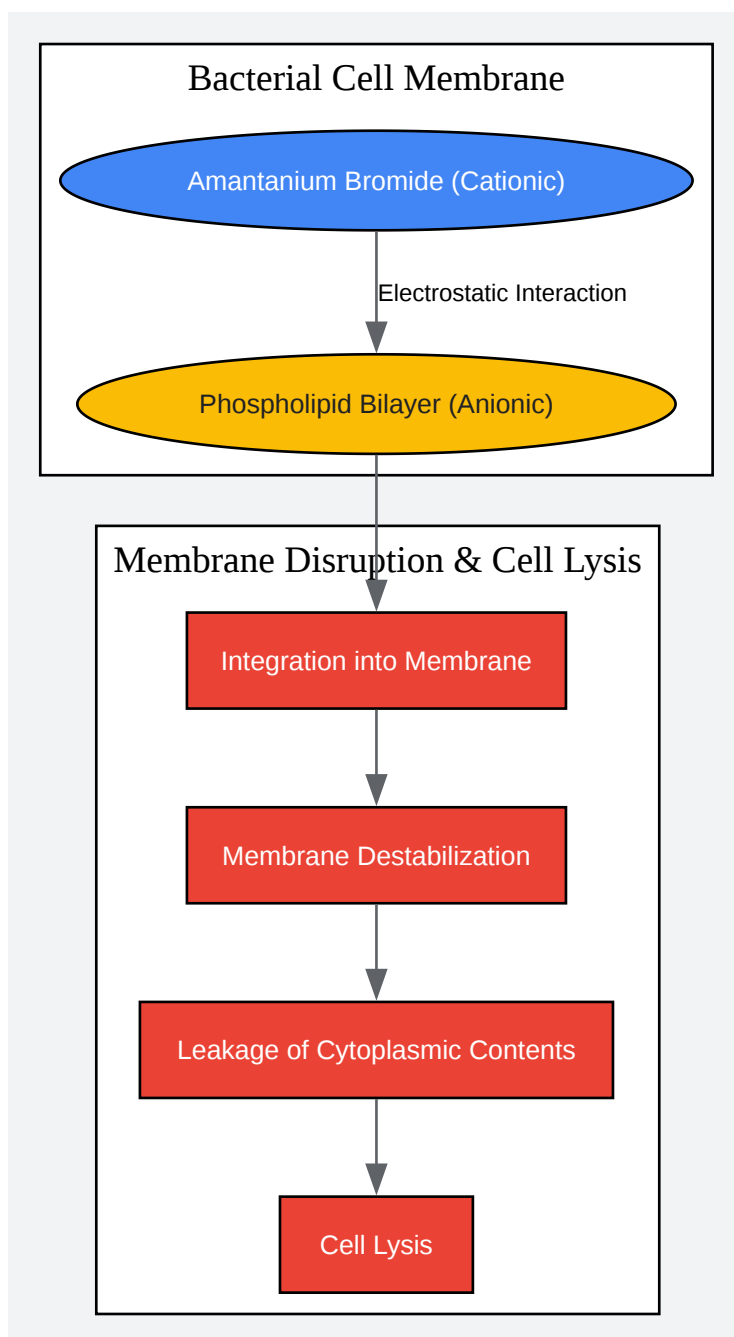 Bacterial Cell Membrane
Amantanium Bromide (Cationic)
Electrostatic Interaction
Phospholipid Bilayer (Anionic)
Membrane Disruption & Cell Lysis
Integration into Membrane
Membrane Destabilization
Leakage of Cytoplasmic Contents
Cell Lysis